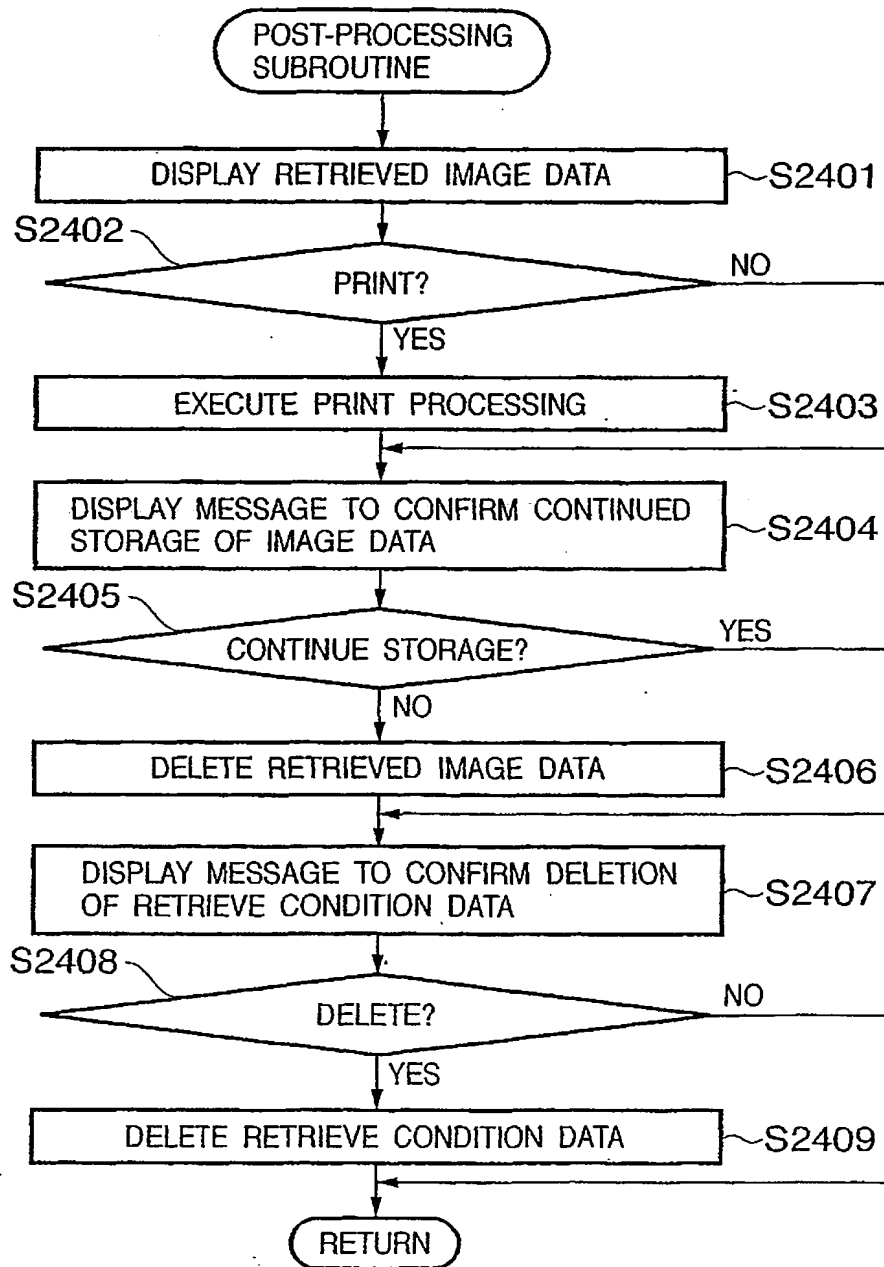 POST-PROCESSING
SUBROUTINE
DISPLAY RETRIEVED IMAGE DATA
S2401
S2402
PRINT?
NO
YES
EXECUTE PRINT PROCESSING
S2403
DISPLAY MESSAGE TO CONFIRM CONTINUED
STORAGE OF IMAGE DATA
S2404
S2405
CONTINUE STORAGE?
YES
NO
DELETE RETRIEVED IMAGE DATA
S2406
DISPLAY MESSAGE TO CONFIRM DELETION
OF RETRIEVE CONDITION DATA
S2407
S2408
DELETE?
NO
YES
DELETE RETRIEVE CONDITION DATA
S2409
RETURN